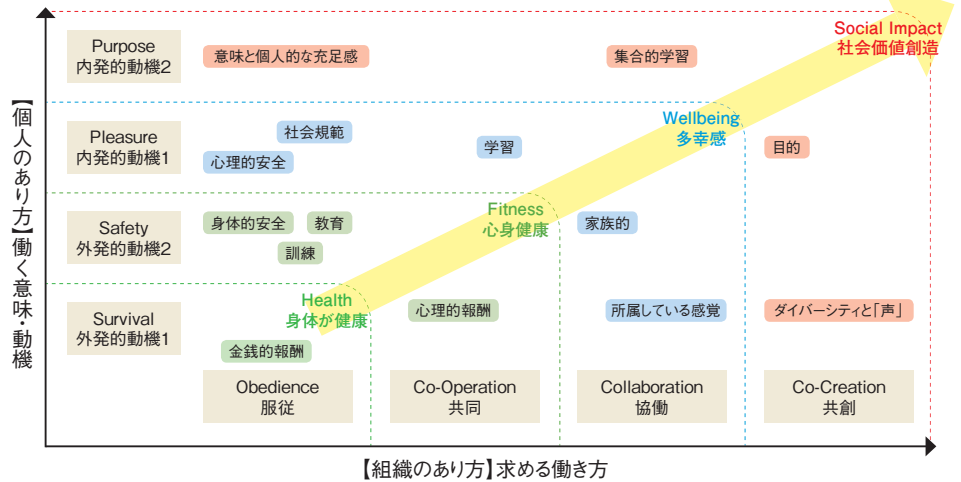 Social Impact
社会価値創造
Purpose
内発的動機2
意味と個人的な充足感
集合的学習
Wellbeing
多幸感
Pleasure
内発的動機1
社会規範
心理的安全
学習
目的
Fitness
心身健康
Safety
外発的動機2
身体的安全
教育
訓練
家族的
Health
身体が健康
Survival
外発的動機1
心理的報酬
所属している感覚
ダイバーシティと「声」
金銭的報酬
Obedience
服従
Co-Operation
共同
Collaboration
協働
Co-Creation
共創
【個人のあり方】働く意味・動機
【組織のあり方】求める働き方